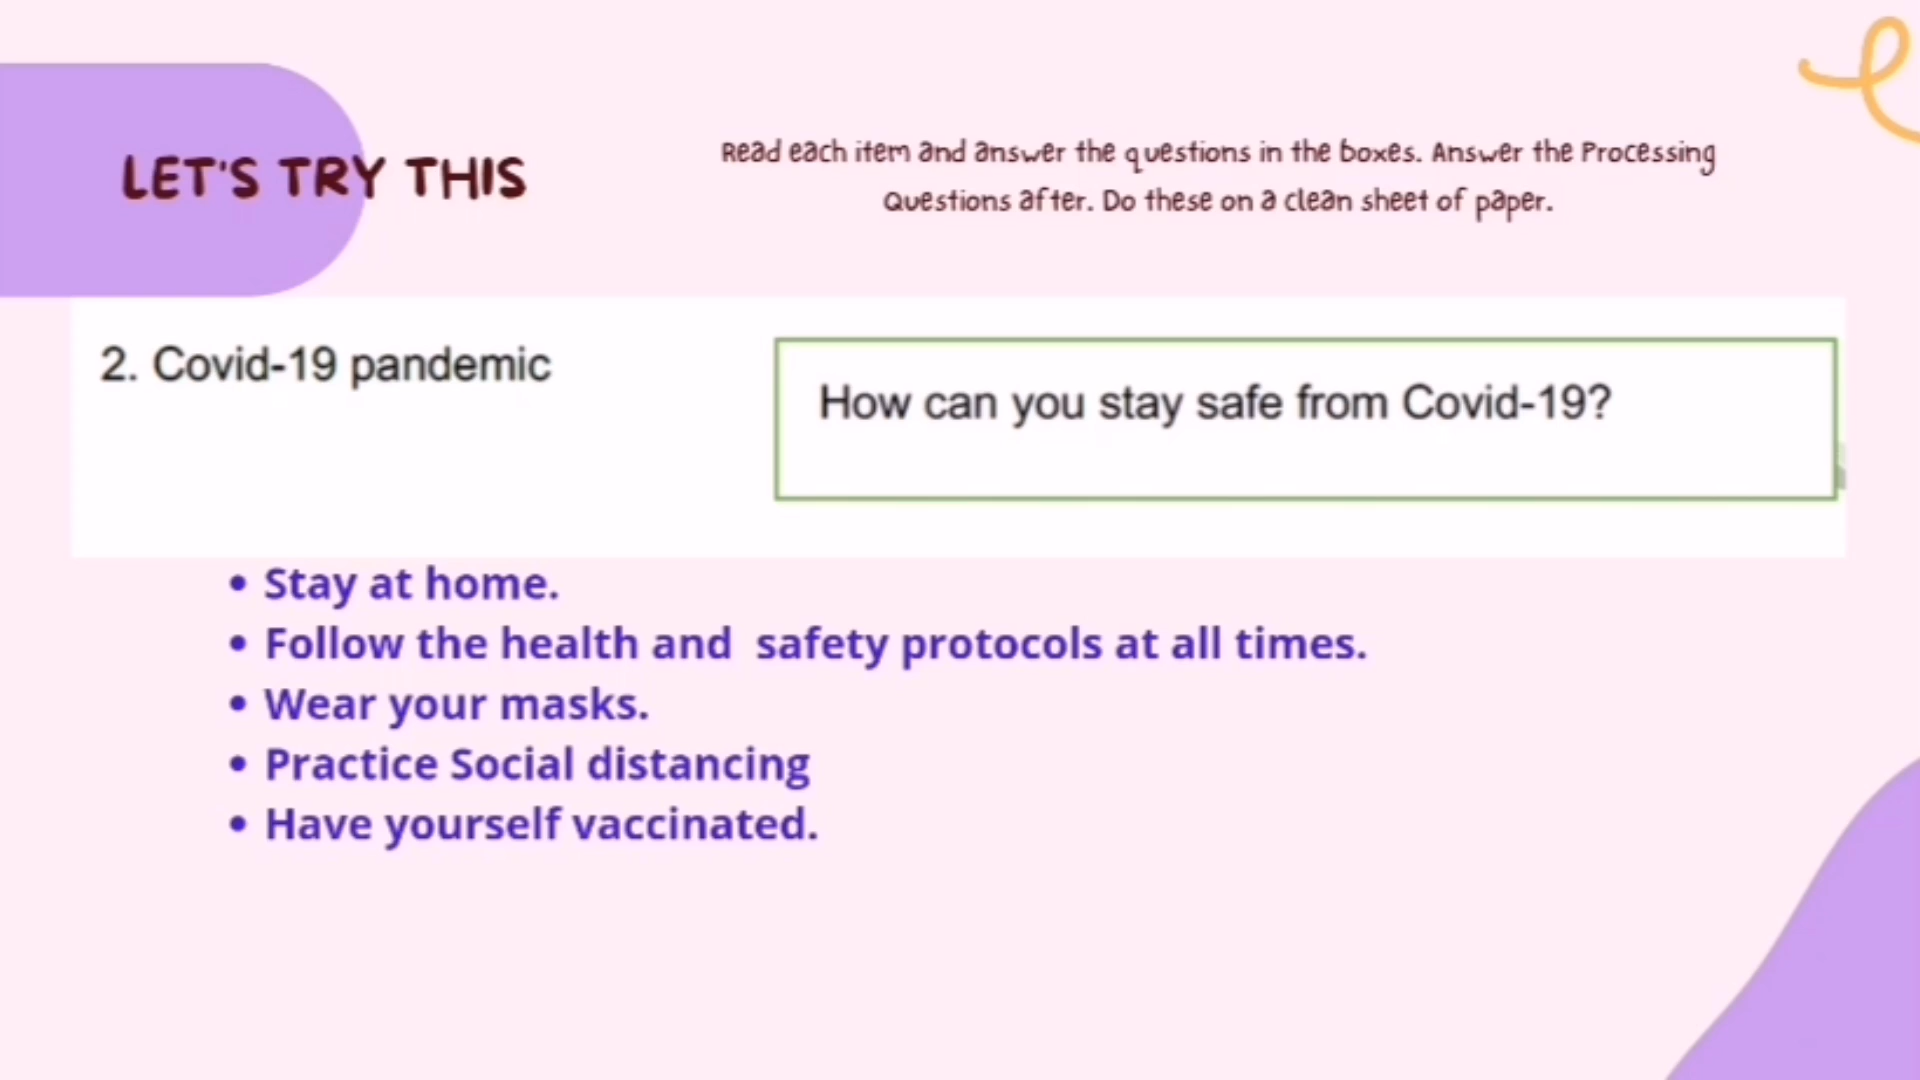 LET'S TRY THIS
Read each item and answer the questions in the boxes. Answer the Processing
Questions after. Do these on a clean sheet of paper.
2. Covid-19 pandemic
How can you stay safe from Covid-19?
• Stay at home.
• Follow the health and  safety protocols at all times.
• Wear your masks.
• Practice Social distancing
• Have yourself vaccinated.